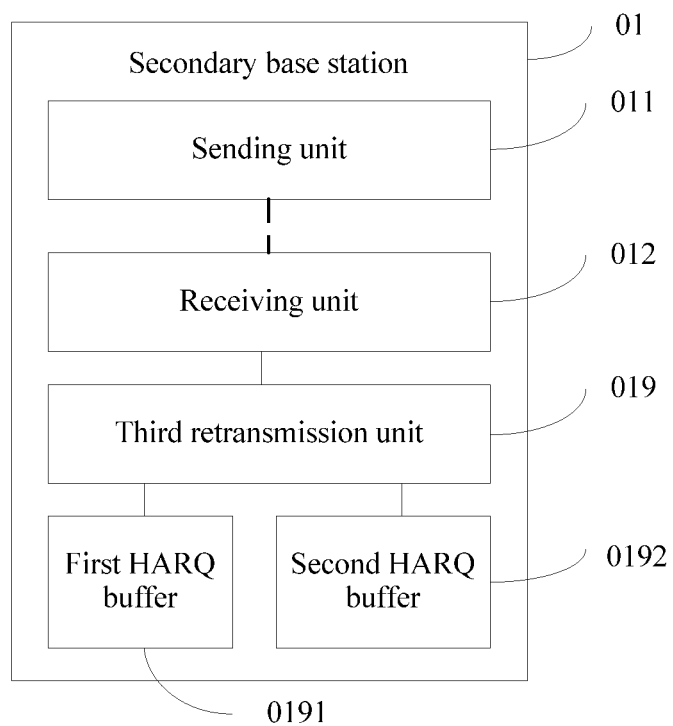 01
Secondary base station
011
Sending unit
012
Receiving unit
019
Third retransmission unit
First HARQ
buffer
Second HARQ
buffer
0192
0191